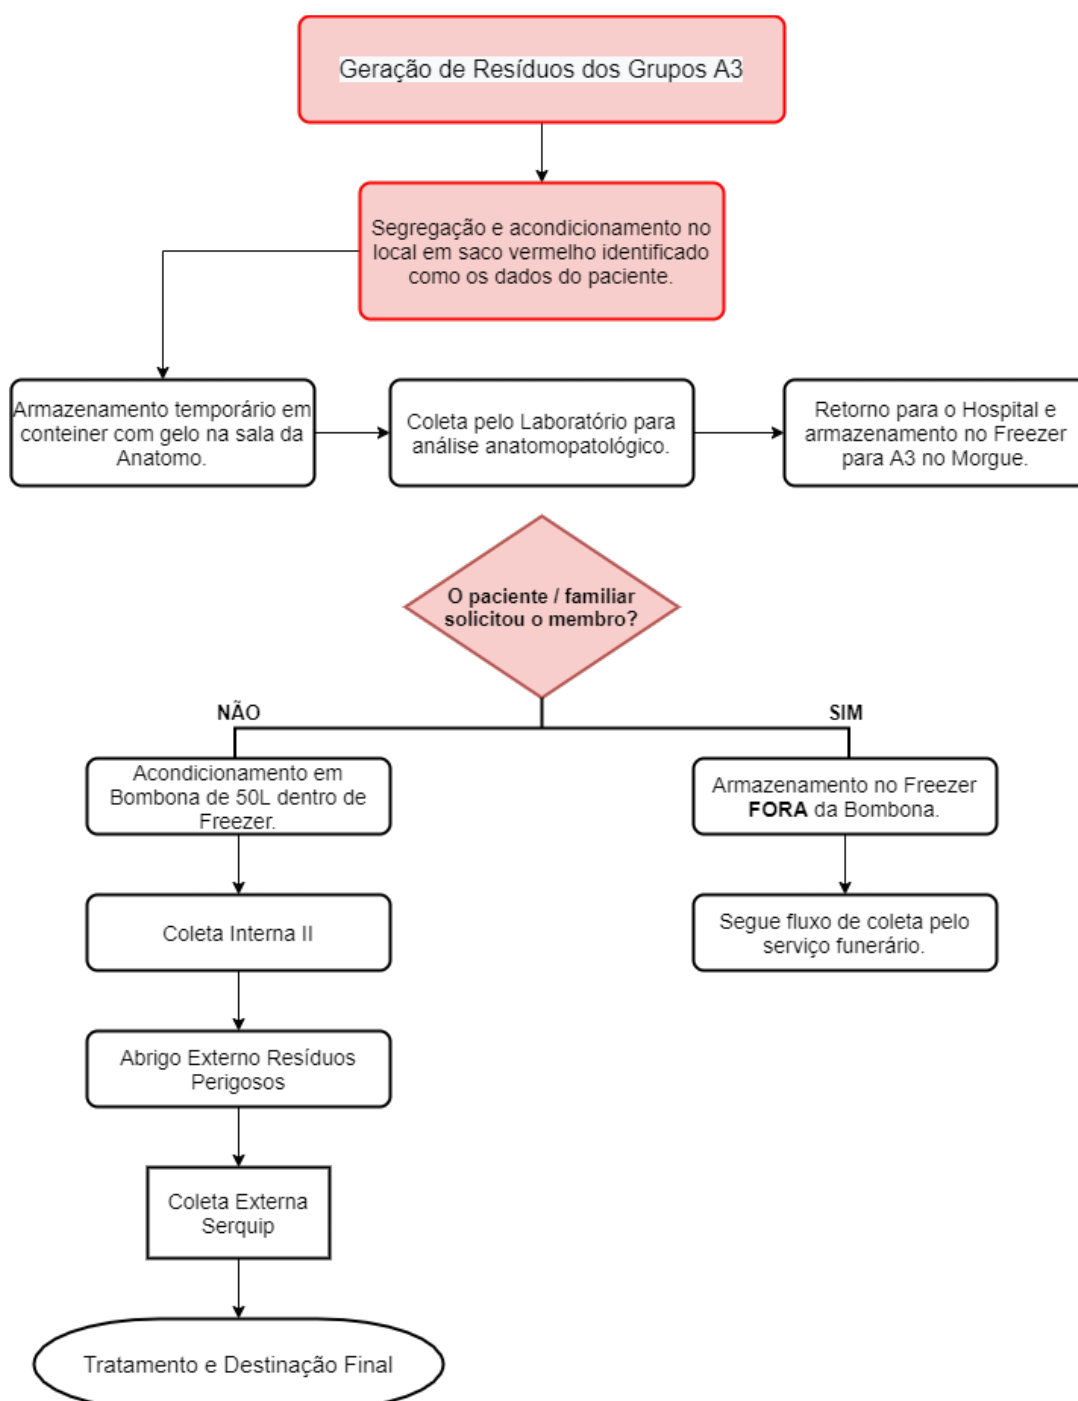 Geração de Resíduos dos Grupos A3
Segregação e acondicionamento no
local em saco vermelho identificado
como os dados do paciente.
Armazenamento temporário em
conteiner com gelo na sala da
Anatomo.
Coleta pelo Laboratório para
análise anatomopatológico.
Retorno para o Hospital e
armazenamento no Freezer
para A3 no Morgue.
O paciente / familiar
solicitou o membro?
NÃO
SIM
Acondicionamento em
Bombona de 50L dentro de
Freezer.
Armazenamento no Freezer
FORA da Bombona.
Coleta Interna II
Segue fluxo de coleta pelo
serviço funerário.
Abrigo Externo Resíduos
Perigosos
Coleta Externa
Serquip
Tratamento e Destinação Final